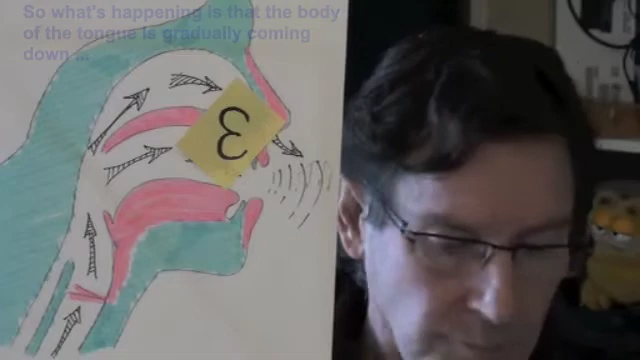 So what's happening is that the body
of the tongue is gradually coming
down ...
ɛ